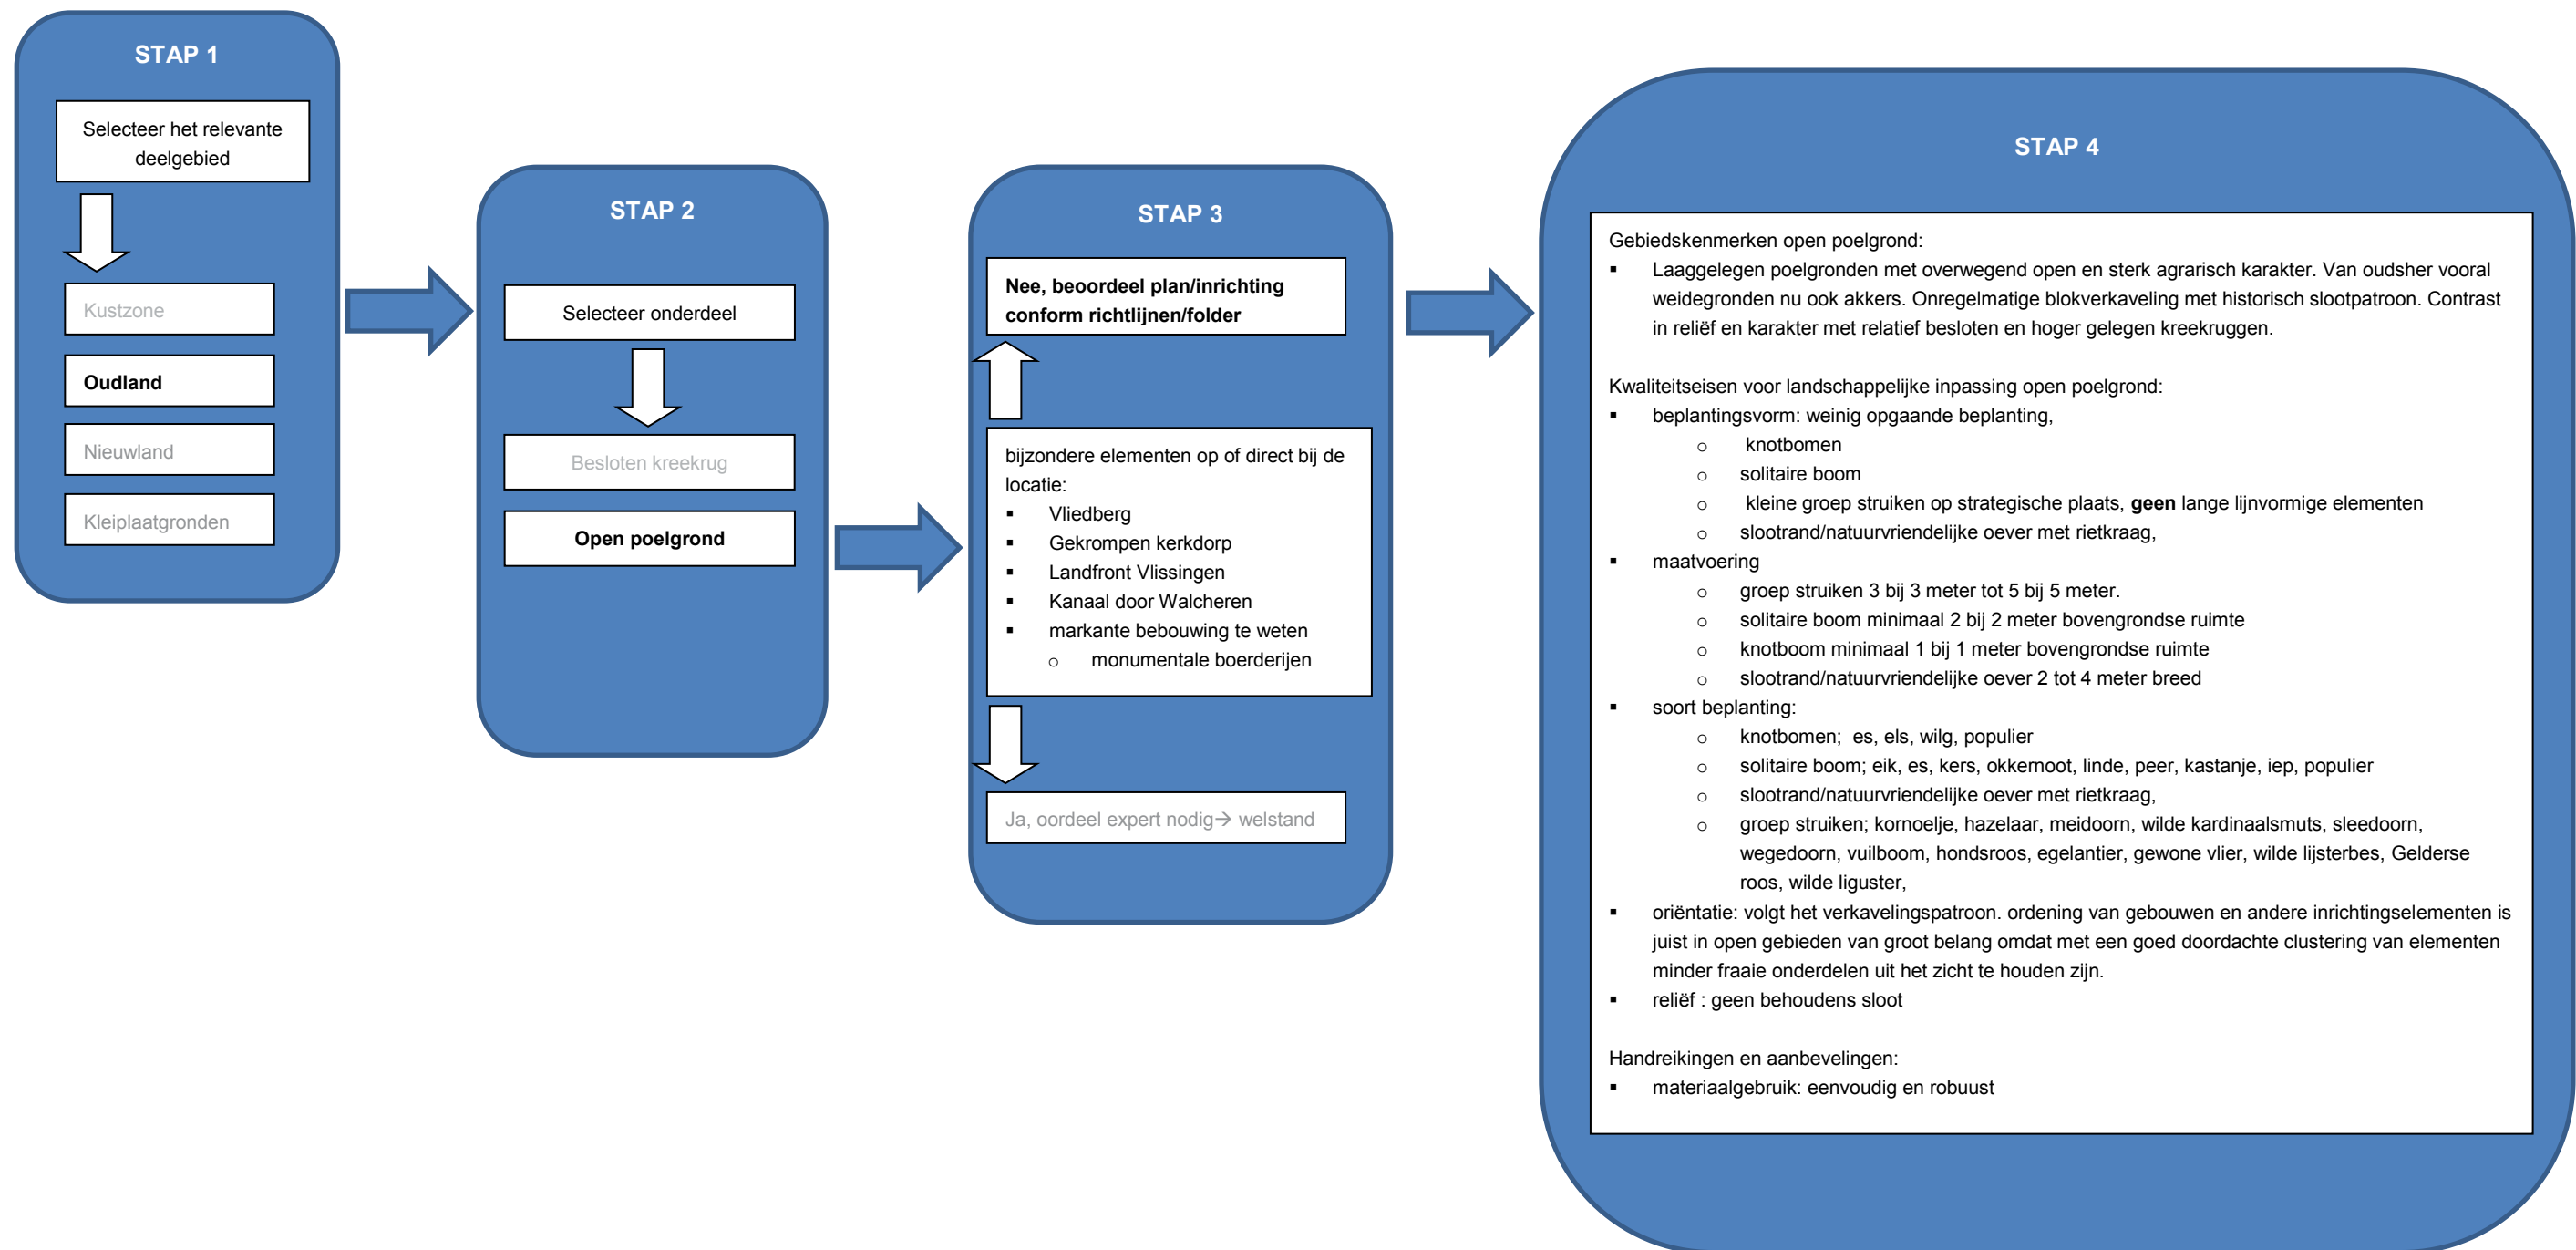 STAP 1
Selecteer het relevante
deelgebied
Kustzone
Oudland
Nieuwland
Kleiplaatgronden
STAP 2
Selecteer onderdeel
Besloten kreekrug
Open poelgrond
STAP 3
Nee, beoordeel plan/inrichting
conform richtlijnen/folder
bijzondere elementen op of direct bij de
locatie:
▪ Vliedberg
▪ Gekrompen kerkdorp
▪ Landfront Vlissingen
▪ Kanaal door Walcheren
▪ markante bebouwing te weten
o monumentale boerderijen
Ja, oordeel expert nodig→ welstand
STAP 4
Gebiedskenmerken open poelgrond:
▪ Laaggelegen poelgronden met overwegend open en sterk agrarisch karakter. Van oudsher vooral
weidegronden nu ook akkers. Onregelmatige blokverkaveling met historisch slootpatroon. Contrast
in reliëf en karakter met relatief besloten en hoger gelegen kreekruggen.
Kwaliteitseisen voor landschappelijke inpassing open poelgrond:
▪ beplantingsvorm: weinig opgaande beplanting,
o knotbomen
o solitaire boom
o kleine groep struiken op strategische plaats, geen lange lijnvormige elementen
o slootrand/natuurvriendelijke oever met rietkraag,
▪ maatvoering
o groep struiken 3 bij 3 meter tot 5 bij 5 meter.
o solitaire boom minimaal 2 bij 2 meter bovengrondse ruimte
o knotboom minimaal 1 bij 1 meter bovengrondse ruimte
o slootrand/natuurvriendelijke oever 2 tot 4 meter breed
▪ soort beplanting:
o knotbomen; es, els, wilg, populier
o solitaire boom; eik, es, kers, okkernoot, linde, peer, kastanje, iep, populier
o slootrand/natuurvriendelijke oever met rietkraag,
o groep struiken; kornoelje, hazelaar, meidoorn, wilde kardinaalsmuts, sleedoorn,
wegedoorn, vuilboom, hondsroos, egelantier, gewone vlier, wilde lijsterbes, Gelderse
roos, wilde liguster,
▪ oriëntatie: volgt het verkavelingspatroon. ordening van gebouwen en andere inrichtingselementen is
juist in open gebieden van groot belang omdat met een goed doordachte clustering van elementen
minder fraaie onderdelen uit het zicht te houden zijn.
▪ reliëf : geen behoudens sloot
Handreikingen en aanbevelingen:
▪ materiaalgebruik: eenvoudig en robuust